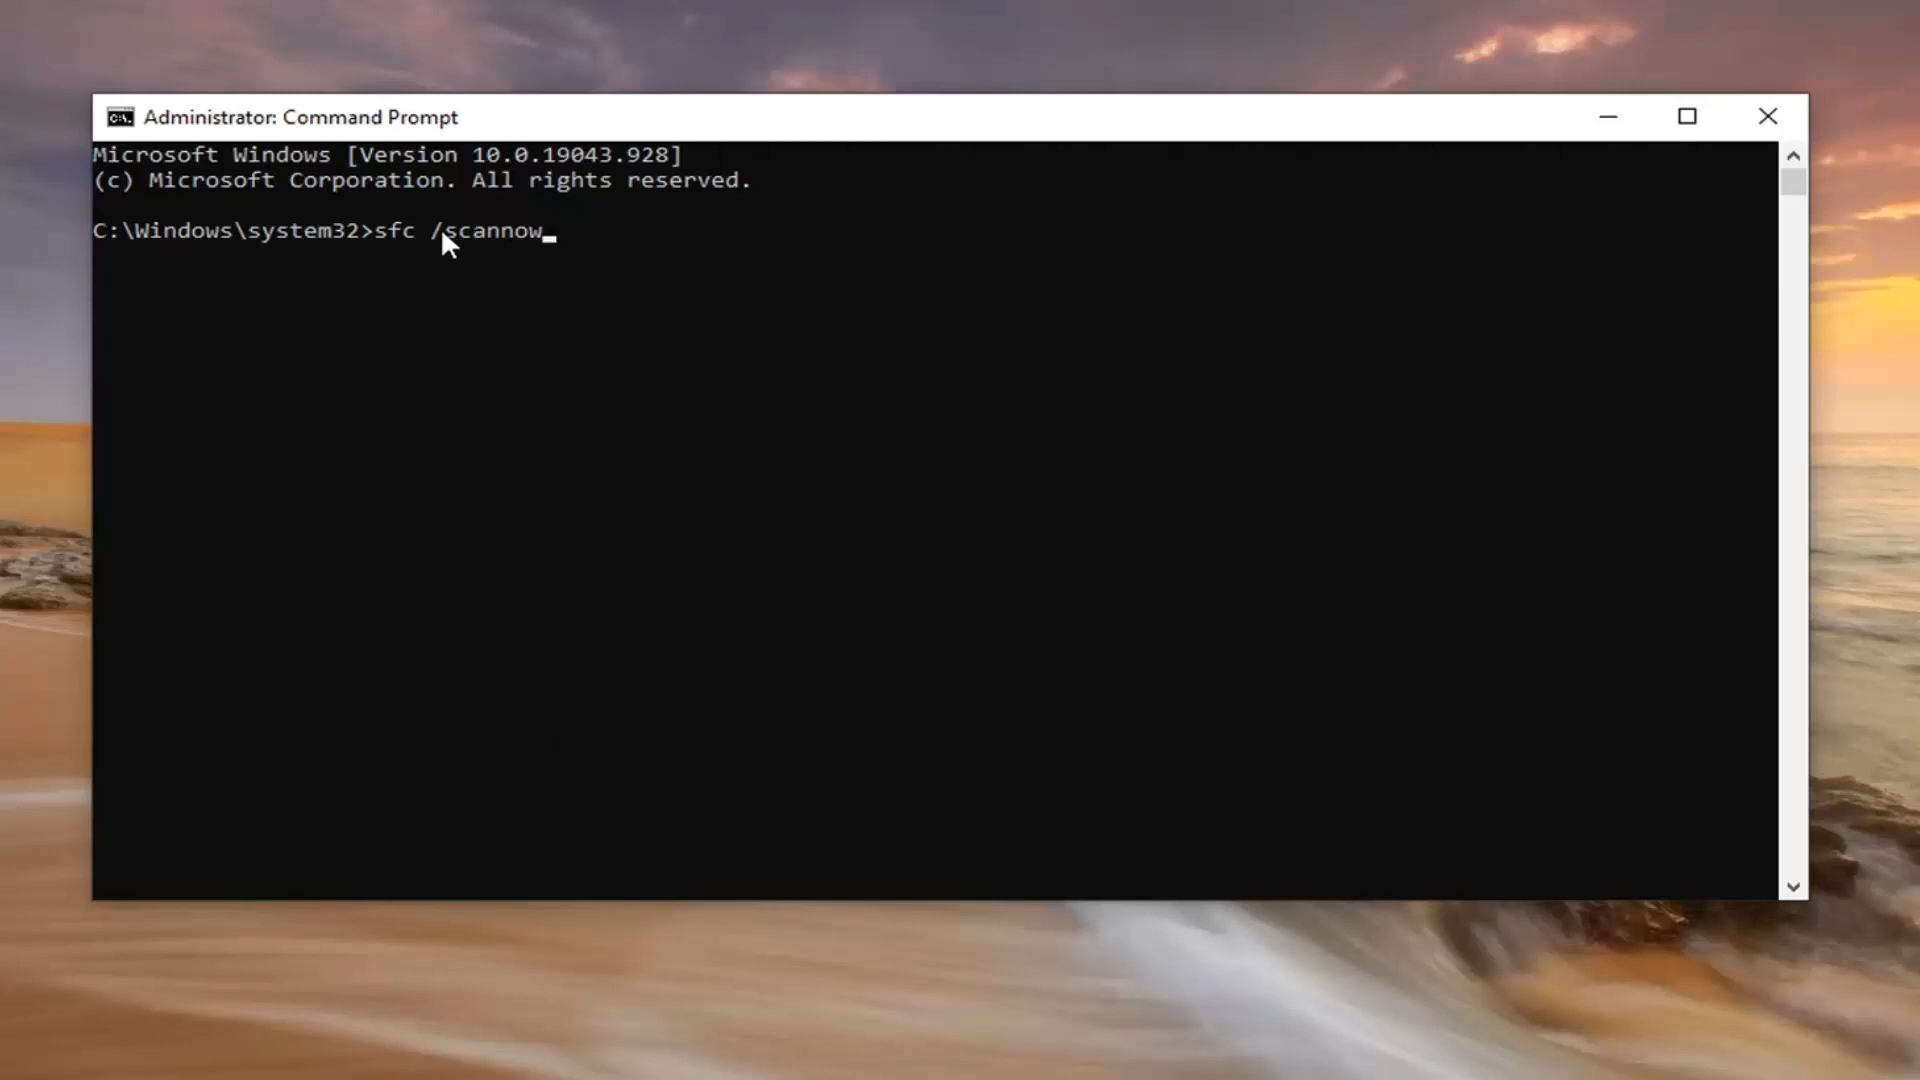 Administrator: Command Prompt
Microsoft Windows [Version 10.0.19043.928]
(c) Microsoft Corporation. All rights reserved.
C:\Windows\system32>sfc /scannow